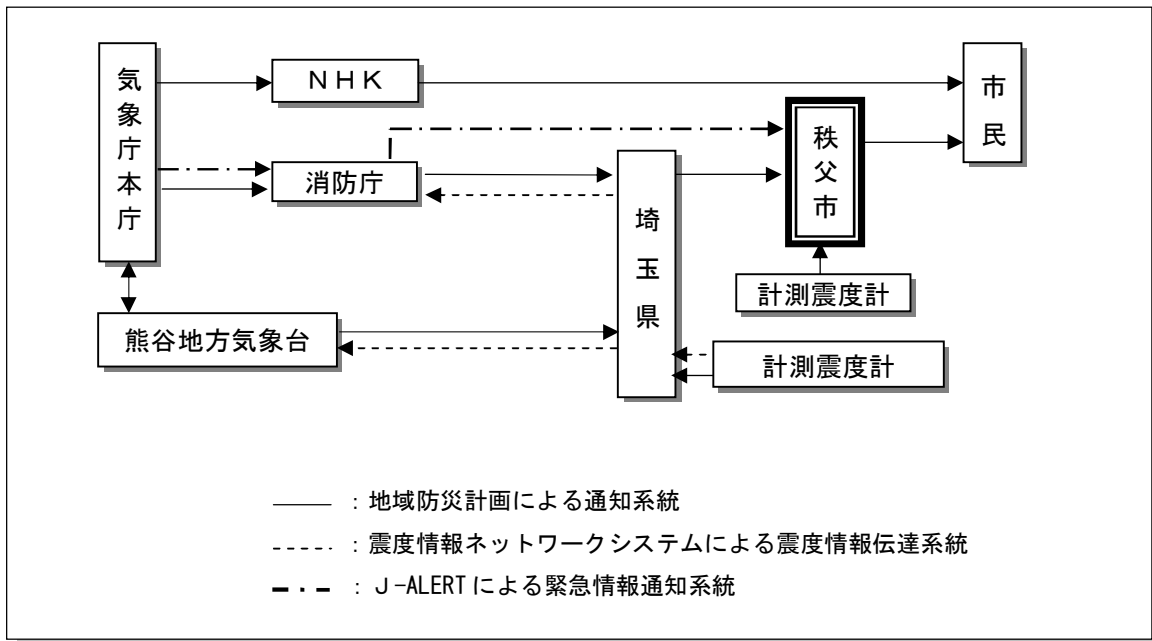 気象庁本庁
ＮＨＫ
市民
秩父市
消防庁
埼玉県
計測震度計
熊谷地方気象台
計測震度計
：地域防災計画による通知系統
：震度情報ネットワークシステムによる震度情報伝達系統
：Ｊ-ALERTによる緊急情報通知系統